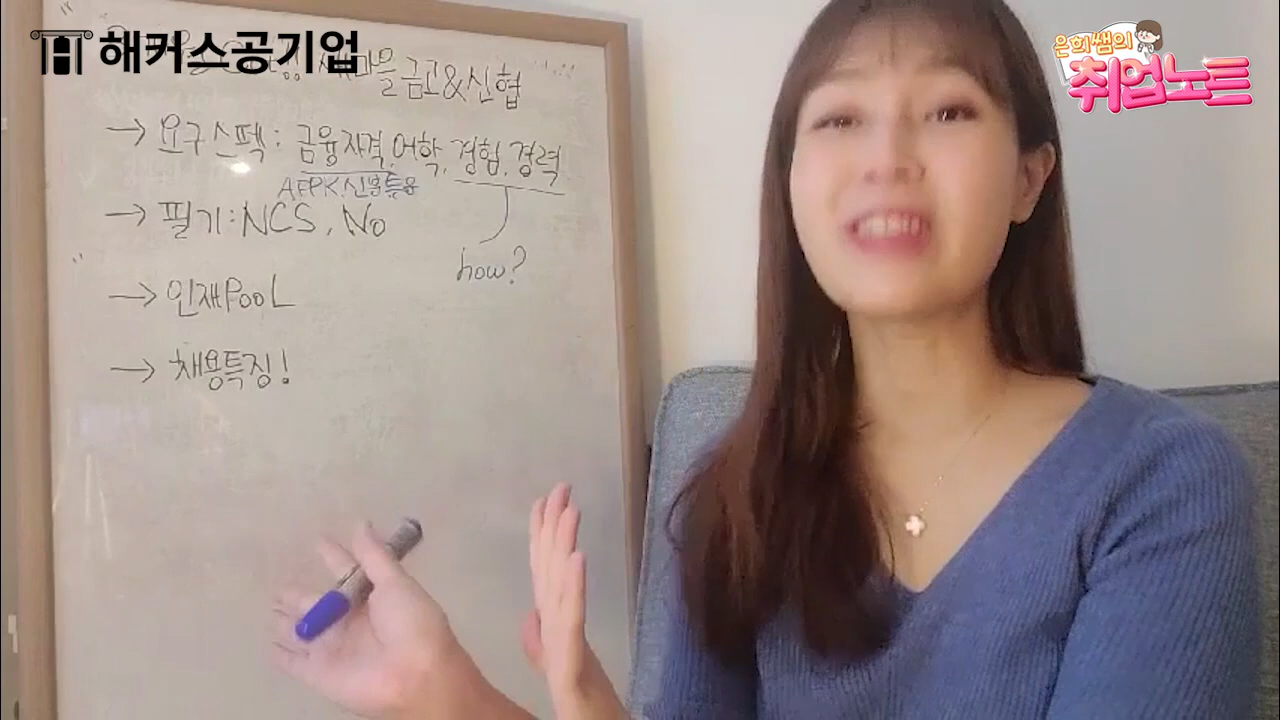 해커스공기업
은희쌤의
취업노트
새마을금고&신협
→ 요구스펙: 금융자격, 어학, 경험, 경력
AFPK, 신용특용
→ 필기: NCS, No
how?
→ 인재Pool
→ 채용특징!